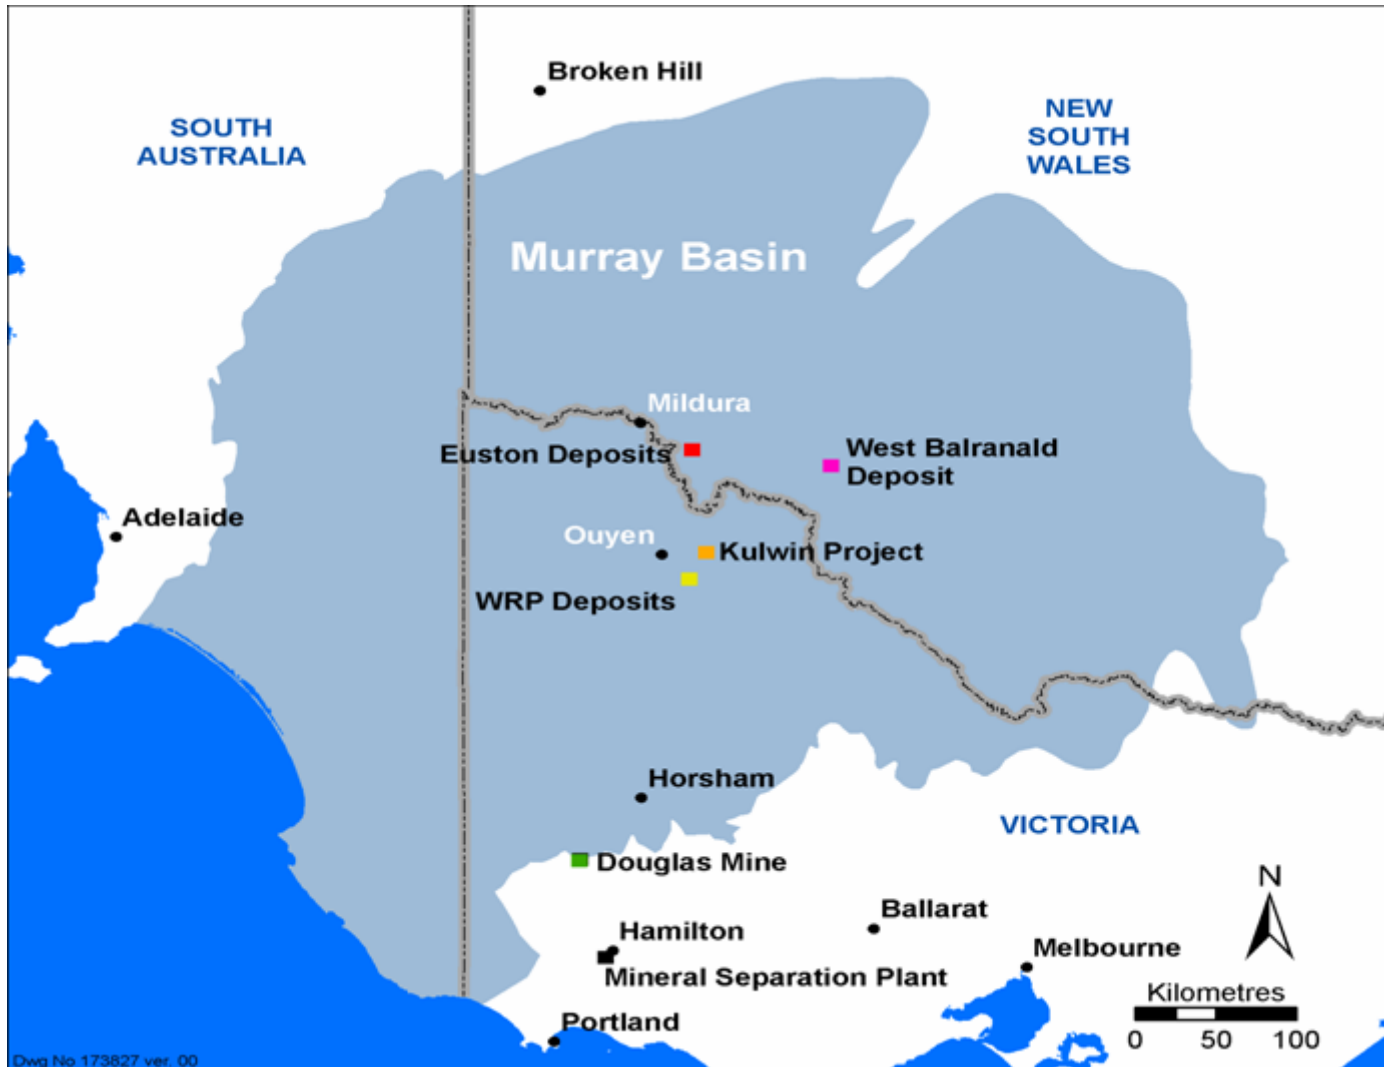 Broken Hill
SOUTH
AUSTRALIA
NEW
SOUTH
WALES
Murray Basin
Mildura
Euston Deposits
West Balranald
Deposit
Adelaide
Ouyen
Kulwin Project
WRP Deposits
Horsham
VICTORIA
Douglas Mine
N
Ballarat
Hamilton
Melbourne
Mineral Separation Plant
Kilometres
Portland
0 50 100
Dwg No 173827 ver. 00